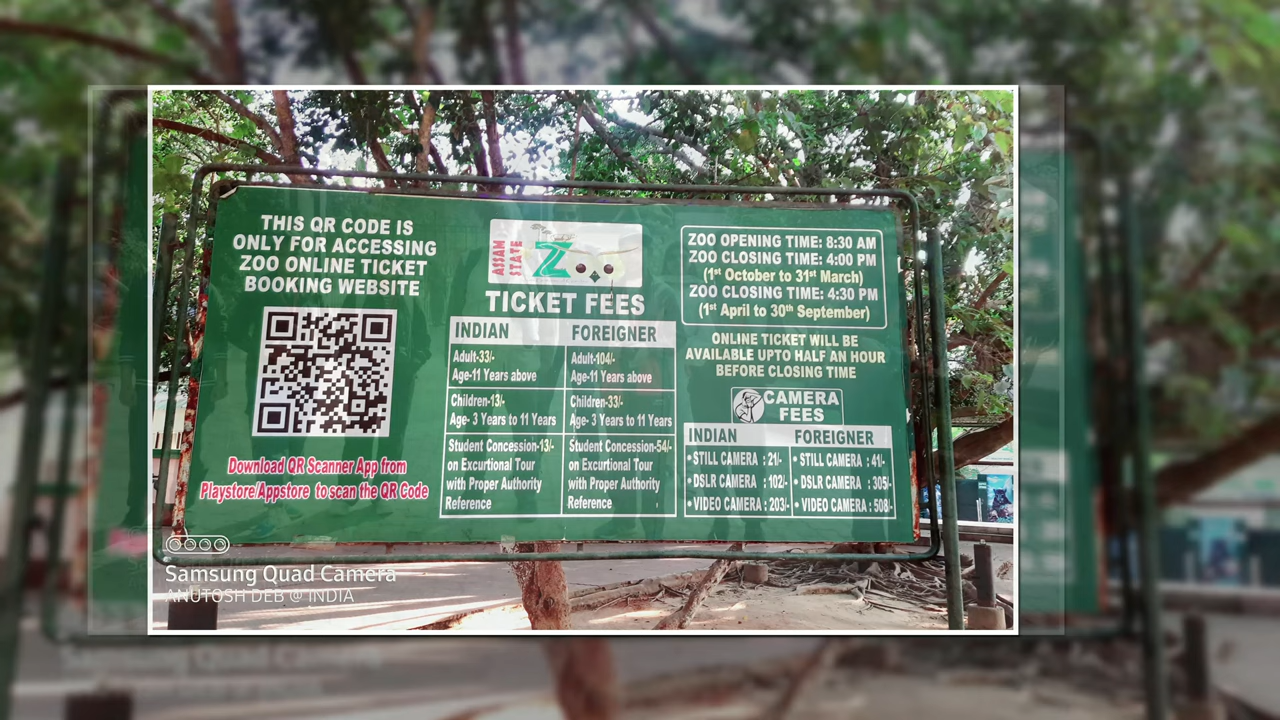 THIS QR CODE IS
ONLY FOR ACCESSING
ZOO ONLINE TICKET
BOOKING WEBSITE
Download QR Scanner App from
Playstore/Appstore to scan the QR Code
ASSAM
STATE
ZOO
TICKET FEES
INDIAN
Adult-33/-
Age-11 Years above
Children-13/-
Age- 3 Years to 11 Years
Student Concession-13/-
on Excurtional Tour
with Proper Authority
Reference
FOREIGNER
Adult-104/-
Age-11 Years above
Children-33/-
Age- 3 Years to 11 Years
Student Concession-54/-
on Excurtional Tour
with Proper Authority
Reference
ZOO OPENING TIME: 8:30 AM
ZOO CLOSING TIME: 4:00 PM
(1st October to 31st March)
ZOO CLOSING TIME: 4:30 PM
(1st April to 30th September)
ONLINE TICKET WILL BE
AVAILABLE UPTO HALF AN HOUR
BEFORE CLOSING TIME
CAMERA
FEES
INDIAN
• STILL CAMERA : 21/-
• DSLR CAMERA : 102/-
• VIDEO CAMERA : 203/-
FOREIGNER
• STILL CAMERA : 41/-
• DSLR CAMERA : 305/-
• VIDEO CAMERA : 508/-
Samsung Quad Camera
ANUTOSH DEB @ INDIA